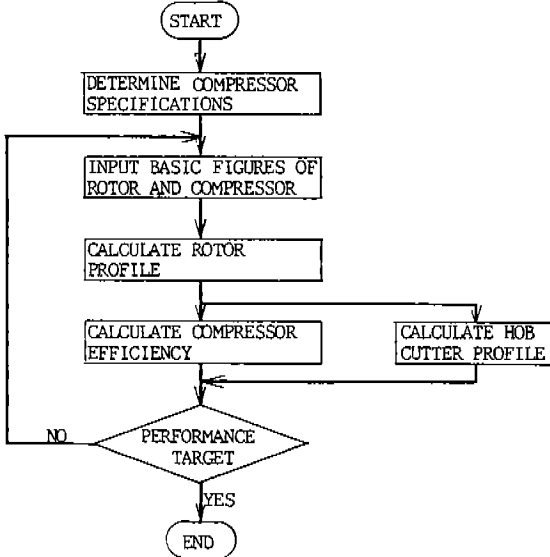 START
DETERMINE COMPRESSOR
SPECIFICATIONS
INPUT BASIC FIGURES OF
ROTOR AND COMPRESSOR
CALCULATE ROTOR
PROFILE
CALCULATE COMPRESSOR
EFFICIENCY
CALCULATE HOB
CUTTER PROFILE
NO
PERFORMANCE
TARGET
YES
END